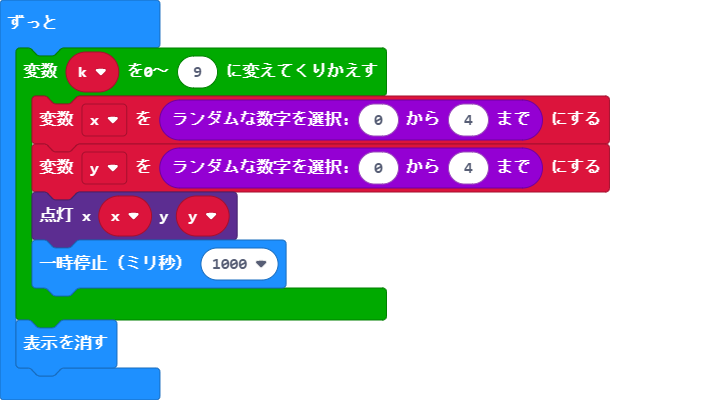 ずっと
変数 k を0～ 9 に変えてくりかえす
変数 x を ランダムな数字を選択: 0 から 4 まで にする
変数 y を ランダムな数字を選択: 0 から 4 まで にする
点灯 x x y y
一時停止（ミリ秒） 1000
表示を消す